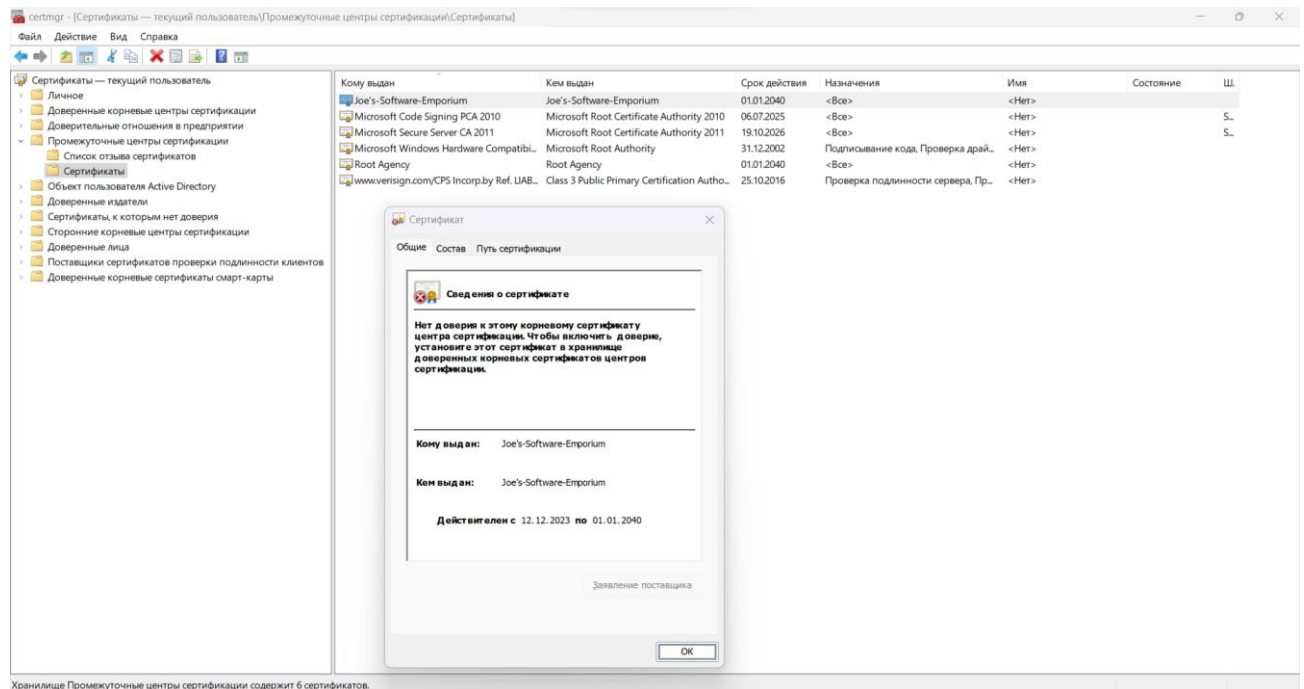 certmgr - [Сертификаты — текущий пользователь\Промежуточные центры сертификации\Сертификаты]
Файл Действие Вид Справка
Сертификаты — текущий пользователь
Личное
Доверенные корневые центры сертификации
Доверительные отношения в предприятии
Промежуточные центры сертификации
Список отзыва сертификатов
Сертификаты
Объект пользователя Active Directory
Доверенные издатели
Сертификаты, к которым нет доверия
Сторонние корневые центры сертификации
Доверенные лица
Поставщики сертификатов проверки подлинности клиентов
Доверенные корневые сертификаты смарт-карты
Кому выдан Кем выдан Срок действия Назначения Имя Состояние Ш.
Joe's-Software-Emporium Joe's-Software-Emporium 01.01.2040 <Все> <Нет>
Microsoft Code Signing PCA 2010 Microsoft Root Certificate Authority 2010 06.07.2025 <Все> <Нет> S...
Microsoft Secure Server CA 2011 Microsoft Root Certificate Authority 2011 19.10.2026 <Все> <Нет> S...
Microsoft Windows Hardware Compatibi... Microsoft Root Authority 31.12.2002 Подписывание кода, Проверка драй... <Нет>
Root Agency Root Agency 01.01.2040 <Все> <Нет>
www.verisign.com/CPS Incorp.by Ref. LIAB... Class 3 Public Primary Certification Autho... 25.10.2016 Проверка подлинности сервера, Пр... <Нет>
Сертификат
Общие Состав Путь сертификации
Сведения о сертификате
Нет доверия к этому корневому сертификату
центра сертификации. Чтобы включить доверие,
установите этот сертификат в хранилище
доверенных корневых сертификатов центров
сертификации.
Кому выдан: Joe's-Software-Emporium
Кем выдан: Joe's-Software-Emporium
Действителен с 12.12.2023 по 01.01.2040
Заявление поставщика
ОК
Хранилище Промежуточные центры сертификации содержит 6 сертификатов.